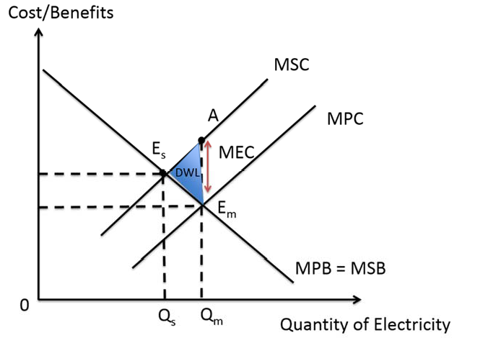 Cost/Benefits
MSC
A
MPC
Es
MEC
DWL
Em
MPB = MSB
0
Qs
Qm
Quantity of Electricity